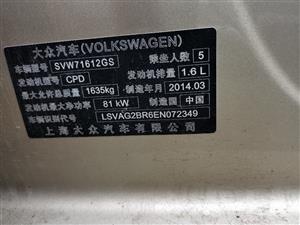 大众汽车(VOLKSWAGEN)
车辆型号 SVW71612GS 乘坐人数 5
发动机型号 CPD 发动机排量 1.6 L
最大允许总质量 1635kg 制造年月 2014.03
发动机最大净功率 81 kW 制造国 中国
车辆识别代号 LSVAG2BR6EN072349
上海大众汽车有限公司